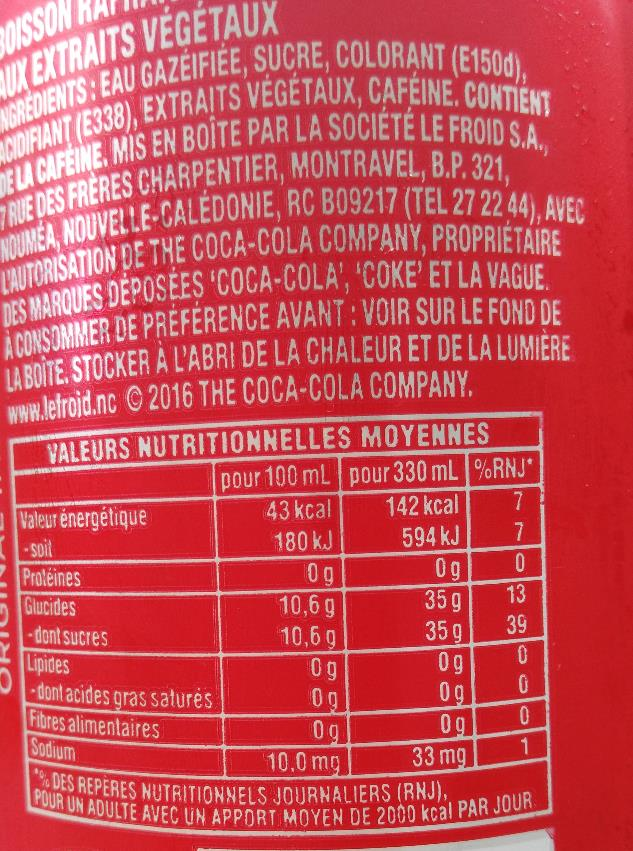 BOISSON
AUX EXTRAITS VÉGÉTAUX
INGRÉDIENTS : EAU GAZÉIFIÉE, SUCRE, COLORANT (E150d),
ACIDIFIANT (E338), EXTRAITS VÉGÉTAUX, CAFÉINE. CONTIENT
DE LA CAFÉINE. MIS EN BOÎTE PAR LA SOCIÉTÉ LE FROID S.A.,
7 RUE DES FRÈRES CHARPENTIER, MONTRAVEL, B.P. 321,
NOUMÉA, NOUVELLE-CALÉDONIE, RC B09217 (TEL 27 22 44), AVEC
L'AUTORISATION DE THE COCA-COLA COMPANY, PROPRIÉTAIRE
DES MARQUES DÉPOSÉES 'COCA-COLA', 'COKE' ET LA VAGUE.
À CONSOMMER DE PRÉFÉRENCE AVANT : VOIR SUR LE FOND DE
LA BOÎTE. STOCKER À L'ABRI DE LA CHALEUR ET DE LA LUMIÈRE
www.lefroid.nc © 2016 THE COCA-COLA COMPANY.
VALEURS NUTRITIONNELLES MOYENNES
pour 100 mL pour 330 mL %RNJ*
Valeur énergétique 43 kcal 142 kcal 7
- soit 180 kJ 594 kJ 7
Protéines 0 g 0 g 0
Glucides 10,6 g 35 g 13
- dont sucres 10,6 g 35 g 39
Lipides 0 g 0 g 0
- dont acides gras saturés 0 g 0 g 0
Fibres alimentaires 0 g 0 g 0
Sodium 10,0 mg 33 mg 1
*% DES REPÈRES NUTRITIONNELS JOURNALIERS (RNJ),
POUR UN ADULTE AVEC UN APPORT MOYEN DE 2000 kcal PAR JOUR.